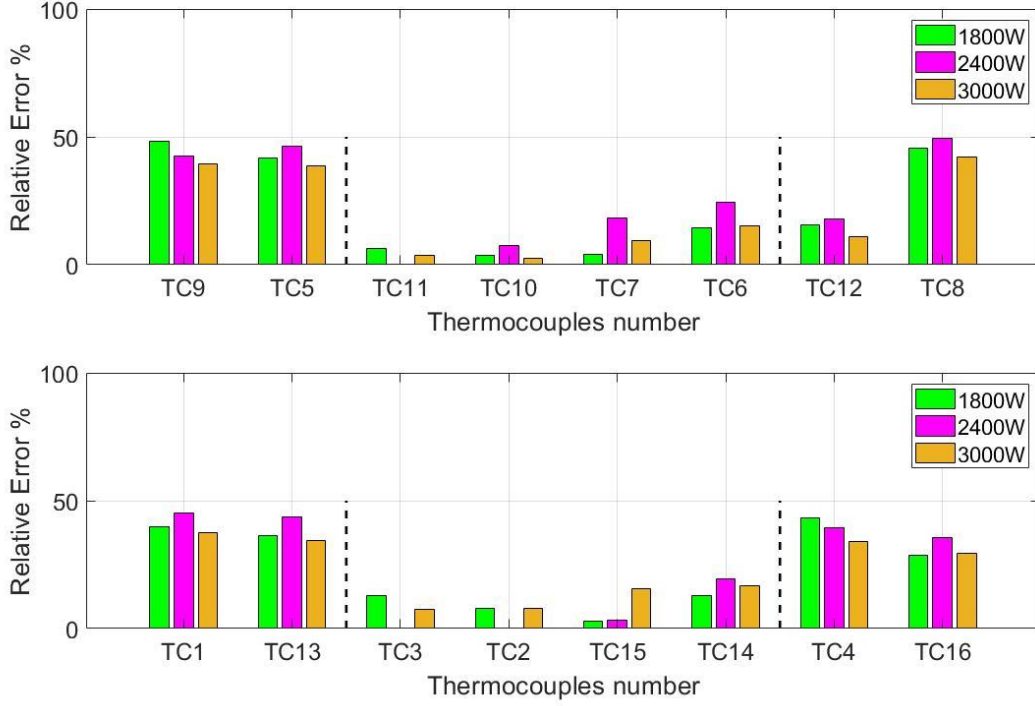 100
50
0
Relative Error %
1800W
2400W
3000W
TC9 TC5 TC11 TC10 TC7 TC6 TC12 TC8
Thermocouples number
100
50
0
Relative Error %
1800W
2400W
3000W
TC1 TC13 TC3 TC2 TC15 TC14 TC4 TC16
Thermocouples number